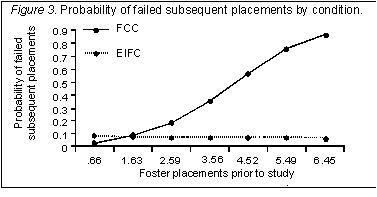 Figure 3. Probability of failed subsequent placements by condition.
FCC
EIFC
Probability of failed
subsequent placements
0.9
0.8
0.7
0.6
0.5
0.4
0.3
0.2
0.1
0
.66 1.63 2.59 3.56 4.52 5.49 6.45
Foster placements prior to study